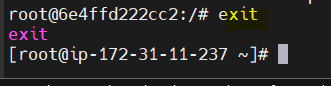 root@6e4ffd222cc2:/# exit
exit
[root@ip-172-31-11-237 ~]#